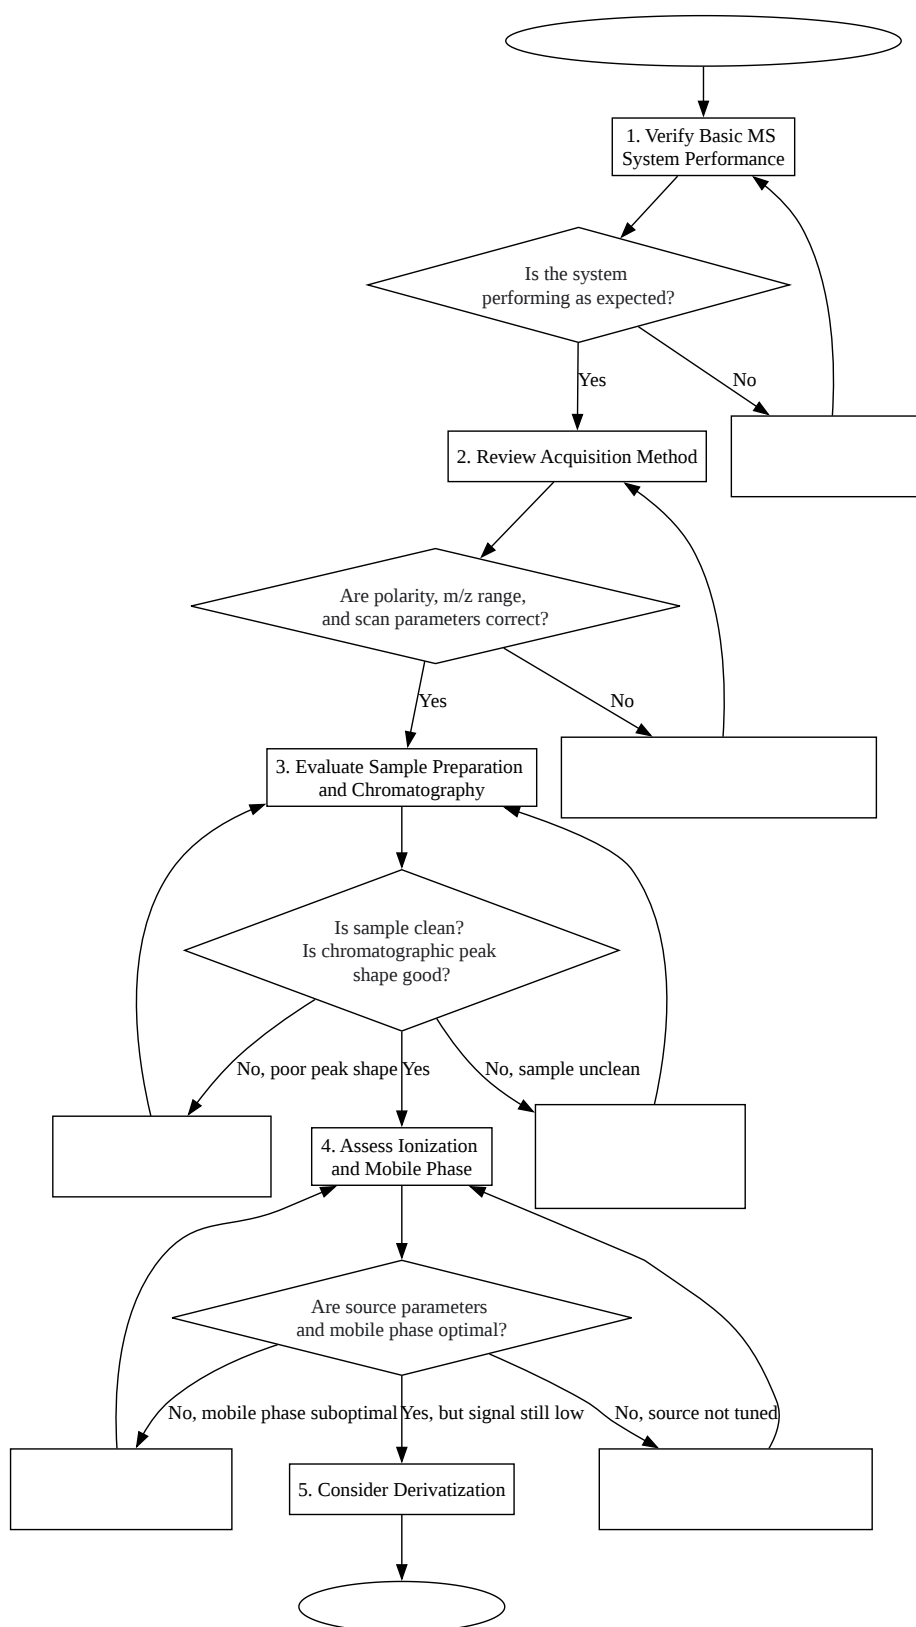 1. Verify Basic MS
System Performance
Is the system
performing as expected?
Yes
No
2. Review Acquisition Method
Are polarity, m/z range,
and scan parameters correct?
Yes
No
3. Evaluate Sample Preparation
and Chromatography
Is sample clean?
Is chromatographic peak
shape good?
No, poor peak shape
Yes
No, sample unclean
4. Assess Ionization
and Mobile Phase
Are source parameters
and mobile phase optimal?
No, mobile phase suboptimal
Yes, but signal still low
No, source not tuned
5. Consider Derivatization